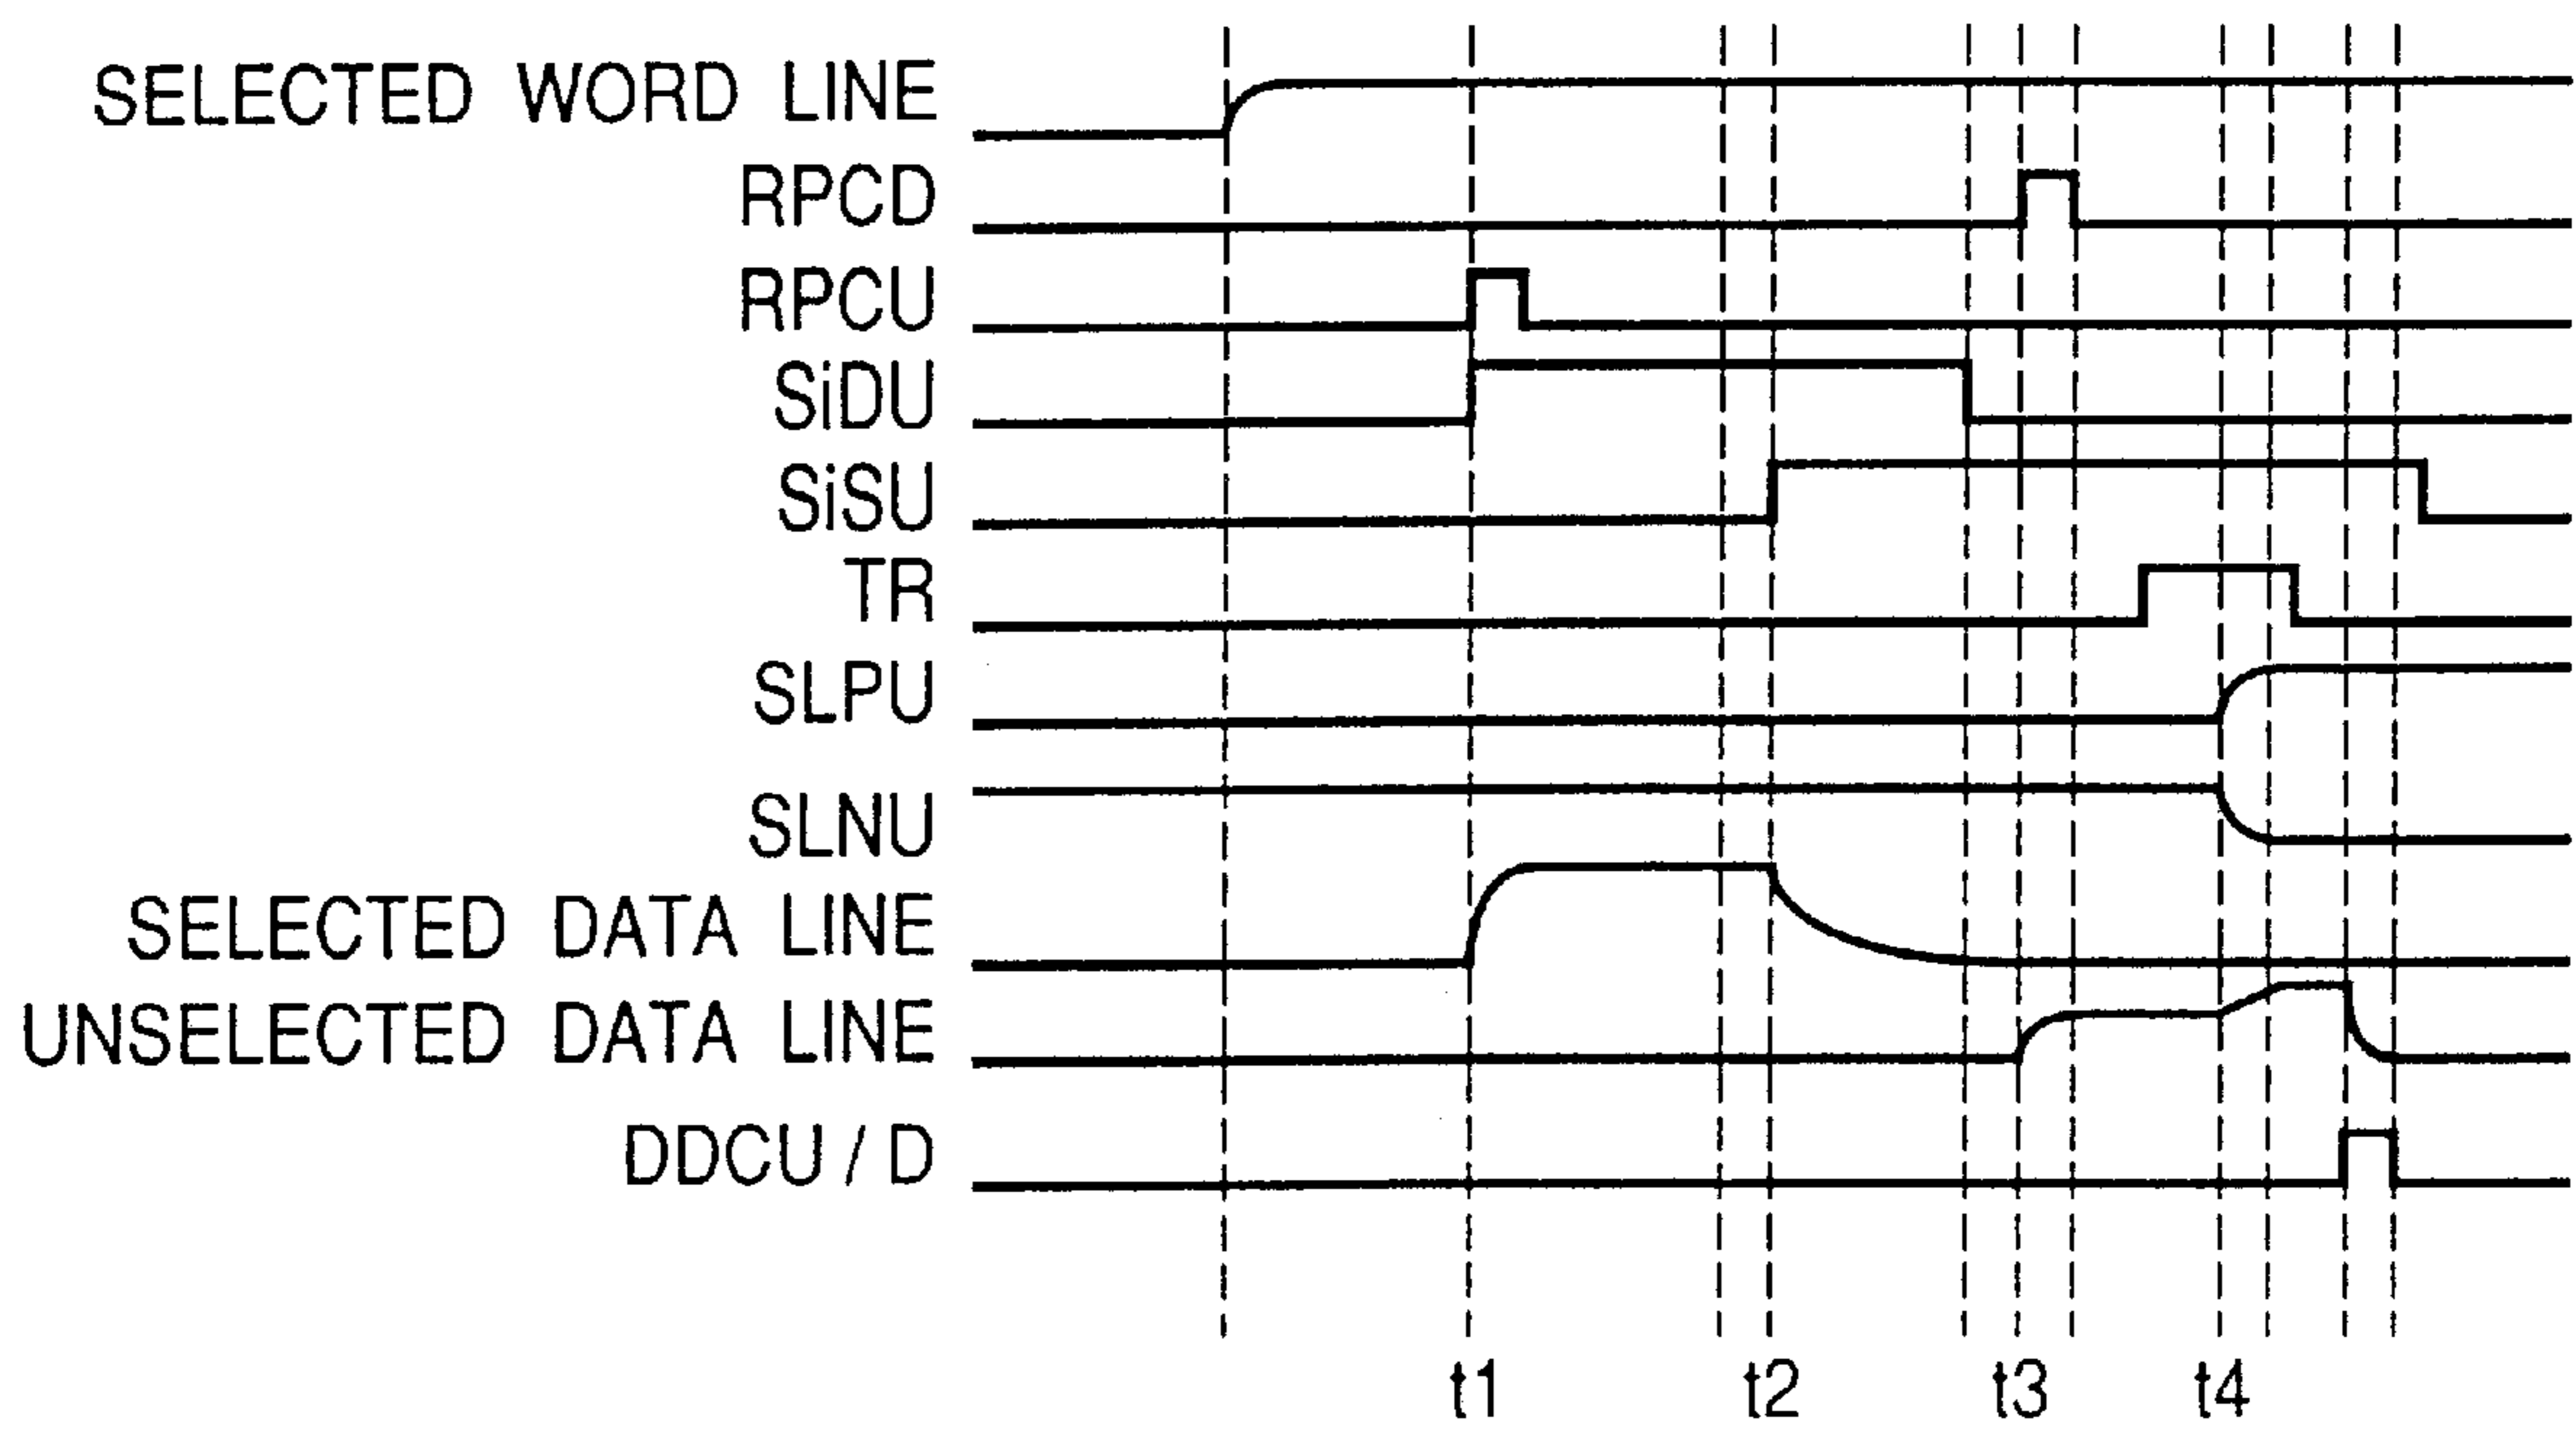 SELECTED WORD LINE
RPCD
RPCU
SiDU
SiSU
TR
SLPU
SLNU
SELECTED DATA LINE
UNSELECTED DATA LINE
DDCU / D
t1 t2 t3 t4